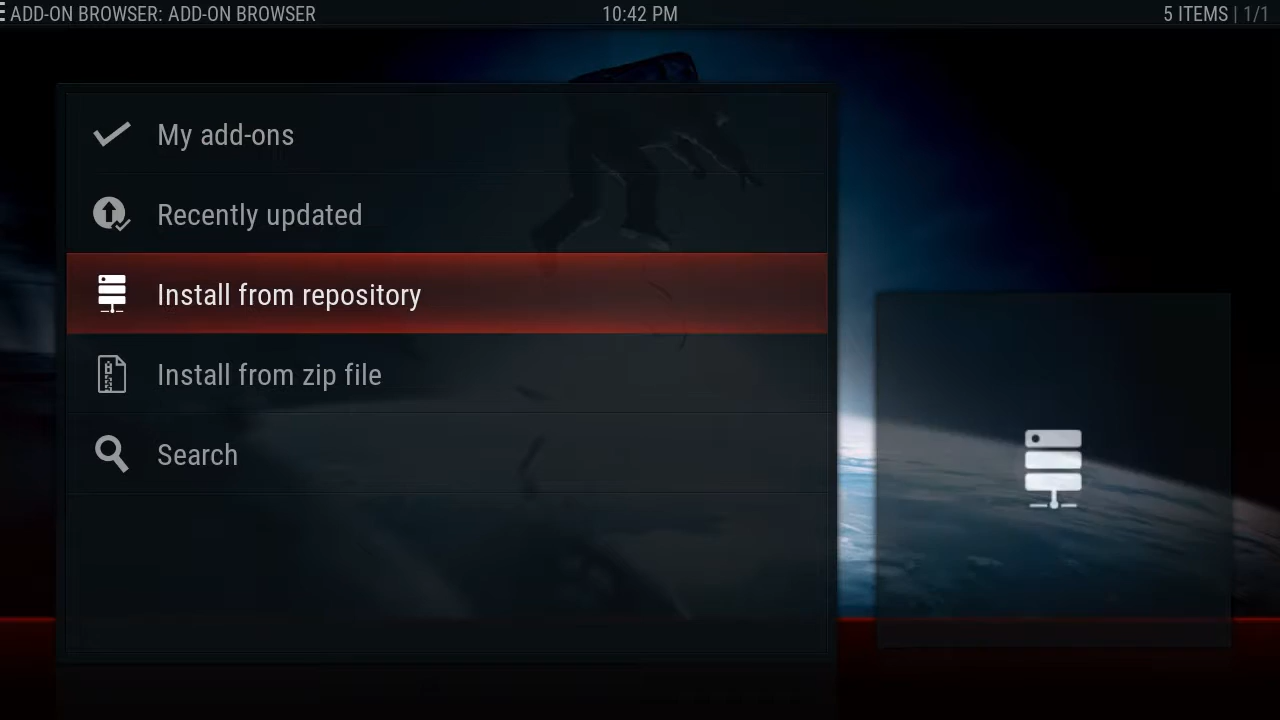 ADD-ON BROWSER: ADD-ON BROWSER
10:42 PM
5 ITEMS | 1/1
My add-ons
Recently updated
Install from repository
Install from zip file
Search